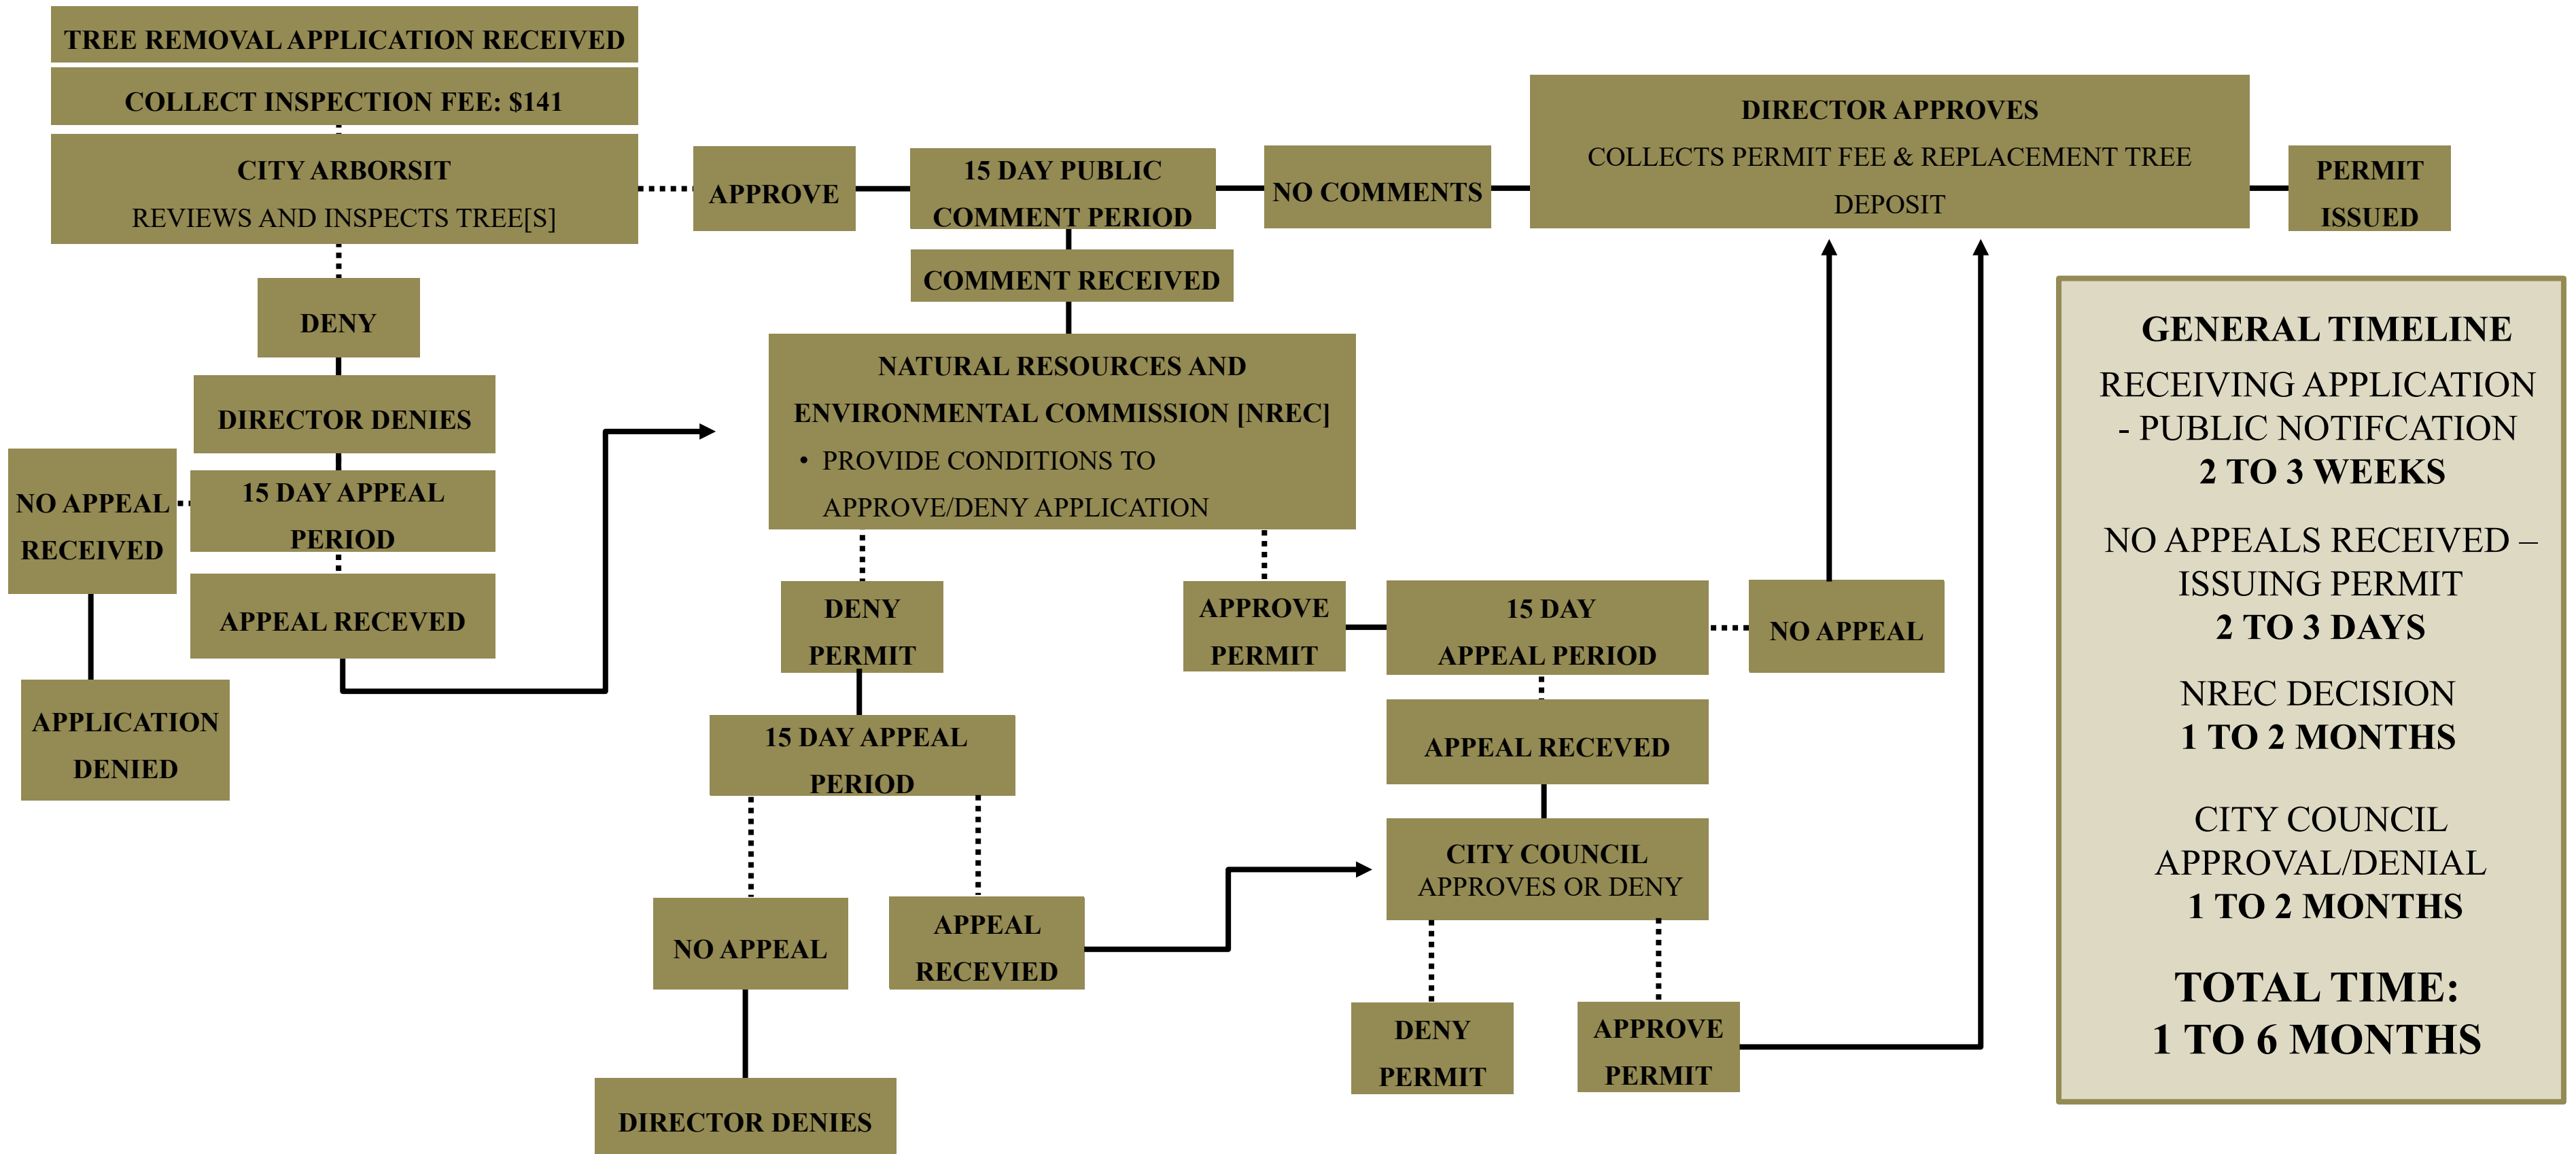 TREE REMOVAL APPLICATION RECEIVED
COLLECT INSPECTION FEE: $141
CITY ARBORSIT
REVIEWS AND INSPECTS TREE[S]
APPROVE
15 DAY PUBLIC
COMMENT PERIOD
NO COMMENTS
DIRECTOR APPROVES
COLLECTS PERMIT FEE & REPLACEMENT TREE
DEPOSIT
PERMIT
ISSUED
COMMENT RECEIVED
DENY
DIRECTOR DENIES
15 DAY APPEAL
PERIOD
NO APPEAL
RECEIVED
APPEAL RECEVED
APPLICATION
DENIED
NATURAL RESOURCES AND
ENVIRONMENTAL COMMISSION [NREC]
• PROVIDE CONDITIONS TO
APPROVE/DENY APPLICATION
DENY
PERMIT
APPROVE
PERMIT
15 DAY
APPEAL PERIOD
NO APPEAL
15 DAY APPEAL
PERIOD
APPEAL RECEVED
NO APPEAL
APPEAL
RECEVIED
CITY COUNCIL
APPROVES OR DENY
DENY
PERMIT
APPROVE
PERMIT
DIRECTOR DENIES
GENERAL TIMELINE
RECEIVING APPLICATION
- PUBLIC NOTIFCATION
2 TO 3 WEEKS
NO APPEALS RECEIVED –
ISSUING PERMIT
2 TO 3 DAYS
NREC DECISION
1 TO 2 MONTHS
CITY COUNCIL
APPROVAL/DENIAL
1 TO 2 MONTHS
TOTAL TIME:
1 TO 6 MONTHS